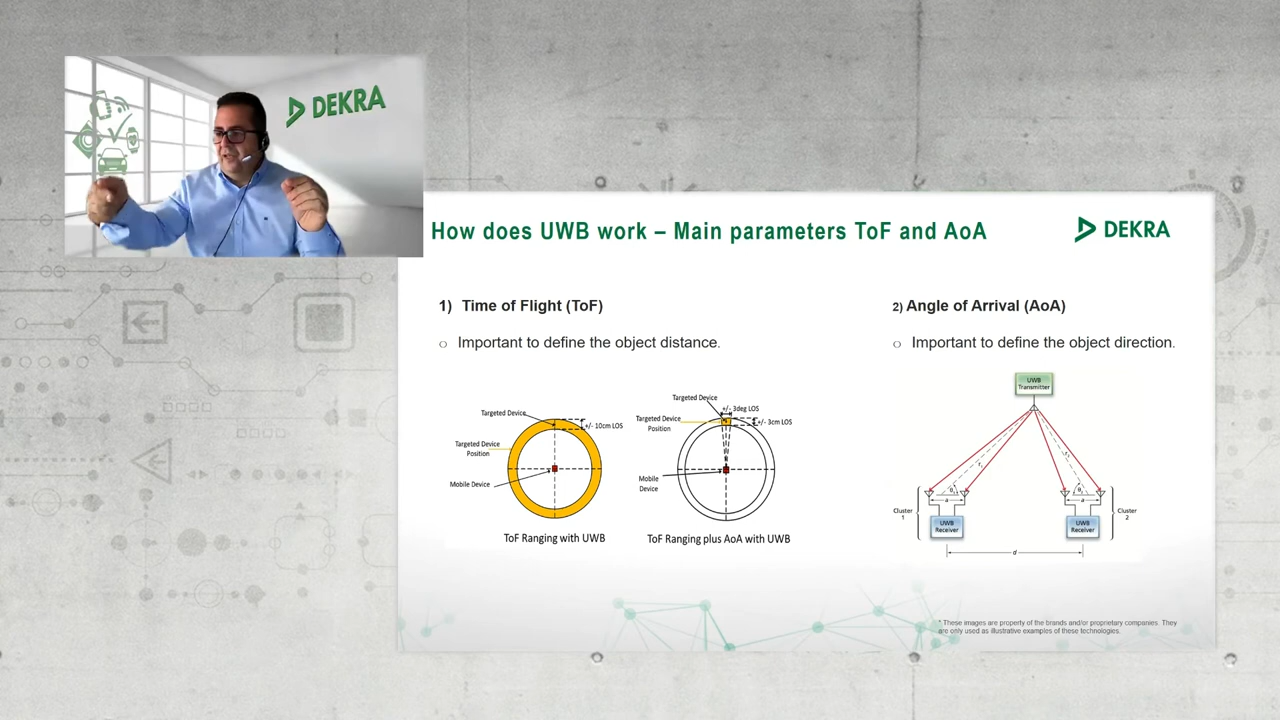 DEKRA
How does UWB work – Main parameters ToF and AoA
DEKRA
1) Time of Flight (ToF)
o Important to define the object distance.
Targeted Device
+/- 10cm LOS
Targeted Device
Position
Mobile Device
ToF Ranging with UWB
Targeted Device
+/- 3deg LOS
Targeted Device
Position
+/- 3cm LOS
Mobile
Device
ToF Ranging plus AoA with UWB
2) Angle of Arrival (AoA)
o Important to define the object direction.
UWB
Transmitter
Cluster
1
UWB
Receiver
UWB
Receiver
Cluster
2
d
* These images are property of the brands and/or proprietary companies. They
are only used as illustrative examples of these technologies.